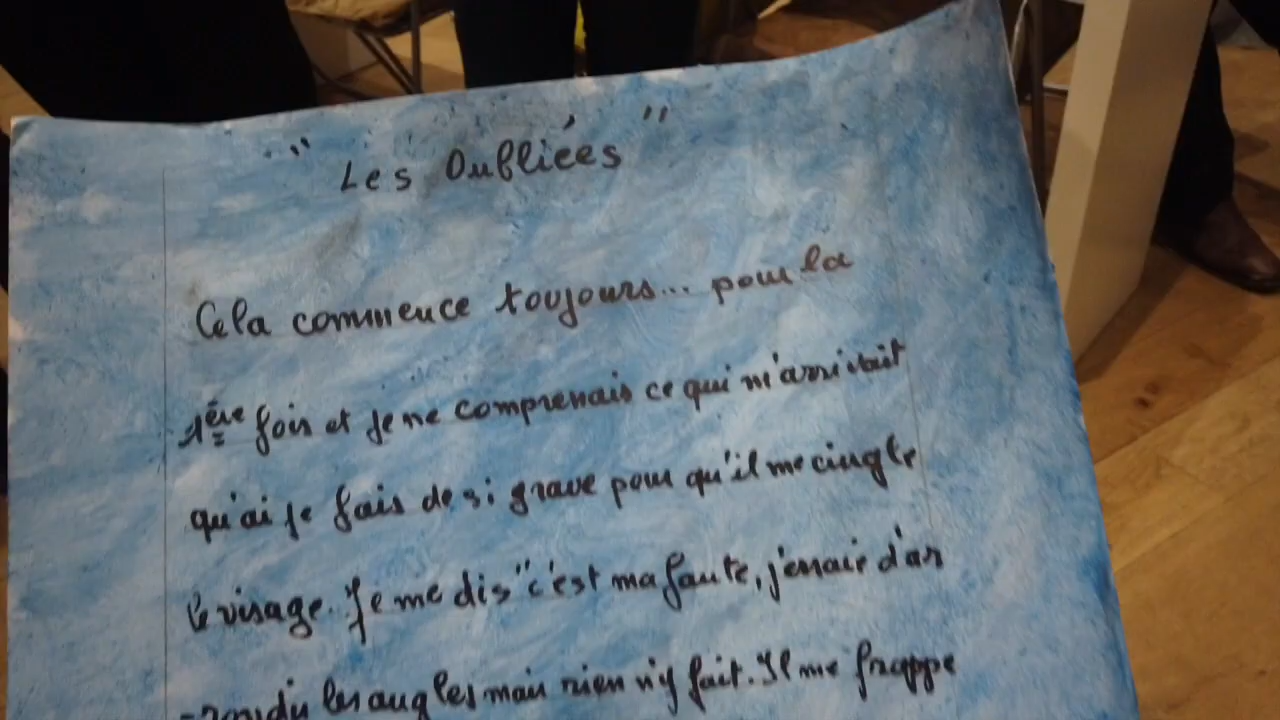 "Les Oubliées"
Cela commence toujours... pour la
1ère fois et je ne comprenais ce qui m'arrivait
qu'ai je fais de si grave pour qu'il me cingle
le visage. Je me dis "c'est ma faute, j'essaie d'ar
-rondir les angles mais rien n'y fait. Il me frappe